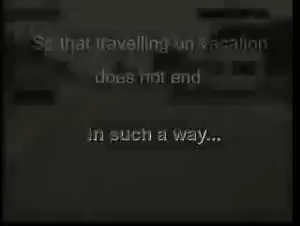 So that travelling on vacation
does not end
in such a way...